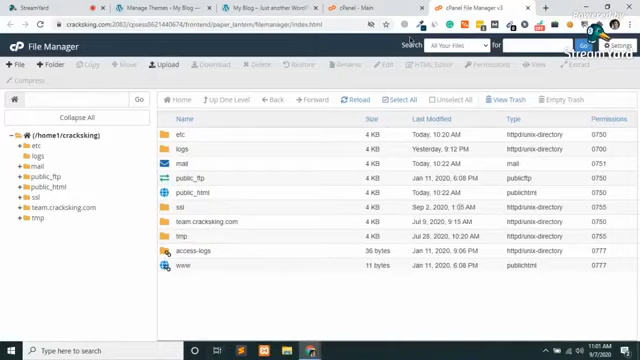 StreamYard
Manage Themes ‹ My Blog —
My Blog – Just another WordP
cPanel - Main
cPanel File Manager v3
cracksking.com/cpsess8640674674/frontend/paper_lantern/filemanager/index.html
StreamYard
cP File Manager
Search
All Your Files
for
Go
Settings
File
Folder
Copy
Move
Upload
Download
Delete
Restore
Rename
Edit
HTML Editor
Permissions
View
Extract
Compress
Go
Collapse All
(/home1/cracksking)
etc
logs
mail
public_ftp
public_html
ssl
team.cracksking.com
tmp
Home
Up One Level
Back
Forward
Reload
Select All
Unselect All
View Trash
Empty Trash
Name Size Last Modified Type Permissions
etc 4 KB Today, 10:20 AM httpd/unix-directory 0750
logs 4 KB Yesterday, 9:12 PM httpd/unix-directory 0700
mail 4 KB Today, 10:22 AM mail 0751
public_ftp 4 KB Jan 11, 2020, 6:08 PM publicftp 0750
public_html 4 KB Today, 10:22 AM publichtml 0750
ssl 4 KB Sep 2, 2020, 1:05 AM httpd/unix-directory 0755
team.cracksking.com 4 KB Jul 9, 2020, 9:15 AM httpd/unix-directory 0750
tmp 4 KB Jul 28, 2020, 10:20 AM httpd/unix-directory 0755
access-logs 36 bytes Jan 11, 2020, 9:06 PM httpd/unix-directory 0777
www 11 bytes Jan 11, 2020, 6:08 PM publichtml 0777
Type here to search
11:01 AM
9/7/2020